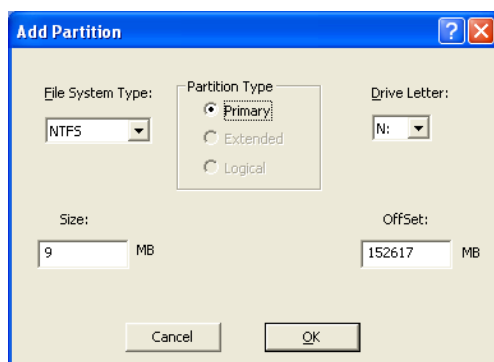 Add Partition
File System Type:
NTFS
Partition Type
Primary
Extended
Logical
Drive Letter:
N:
Size:
9 MB
OffSet:
152617 MB
Cancel
OK